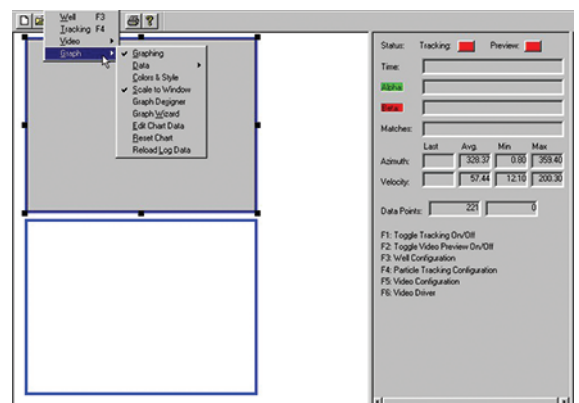 Well F3
Tracking F4
Video
Graph
Graphing
Data
Colors & Style
Scale to Window
Graph Designer
Graph Wizard
Edit Chart Data
Reset Chart
Reload Log Data
Status: Tracking: Preview:
Time:
Alpha
Beta
Matches:
Last Avg. Min Max
Azimuth: 328.37 0.80 359.40
Velocity: 57.44 12.10 200.30
Data Points: 221 0
F1: Toggle Tracking On/Off
F2: Toggle Video Preview On/Off
F3: Well Configuration
F4: Particle Tracking Configuration
F5: Video Configuration
F6: Video Driver